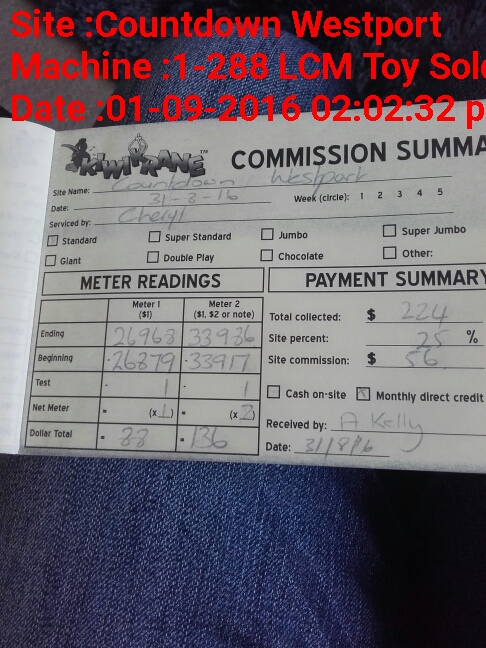 Site :Countdown Westport
Machine :1-288 LCM Toy Sol
Date :01-09-2016 02:02:32 p
KIWI KRANE™ COMMISSION SUMMA
Site Name: Countdown Westport
Date: 31-8-16 Week (circle): 1 2 3 4 5
Serviced by: Cheryl
Standard Super Standard Jumbo Super Jumbo
Giant Double Play Chocolate Other:
METER READINGS PAYMENT SUMMARY
Meter 1 ($1) Meter 2 ($1, $2 or note)
Total collected: $ 224
Ending 26968 33986
Site percent: 25 %
Beginning -26879 -33917
Site commission: $ 56
Test - 1 - 1
Cash on-site Monthly direct credit
Net Meter = (x1) = (x2)
Received by: A Kelly
Dollar Total = 88 = 136
Date: 31/8/16